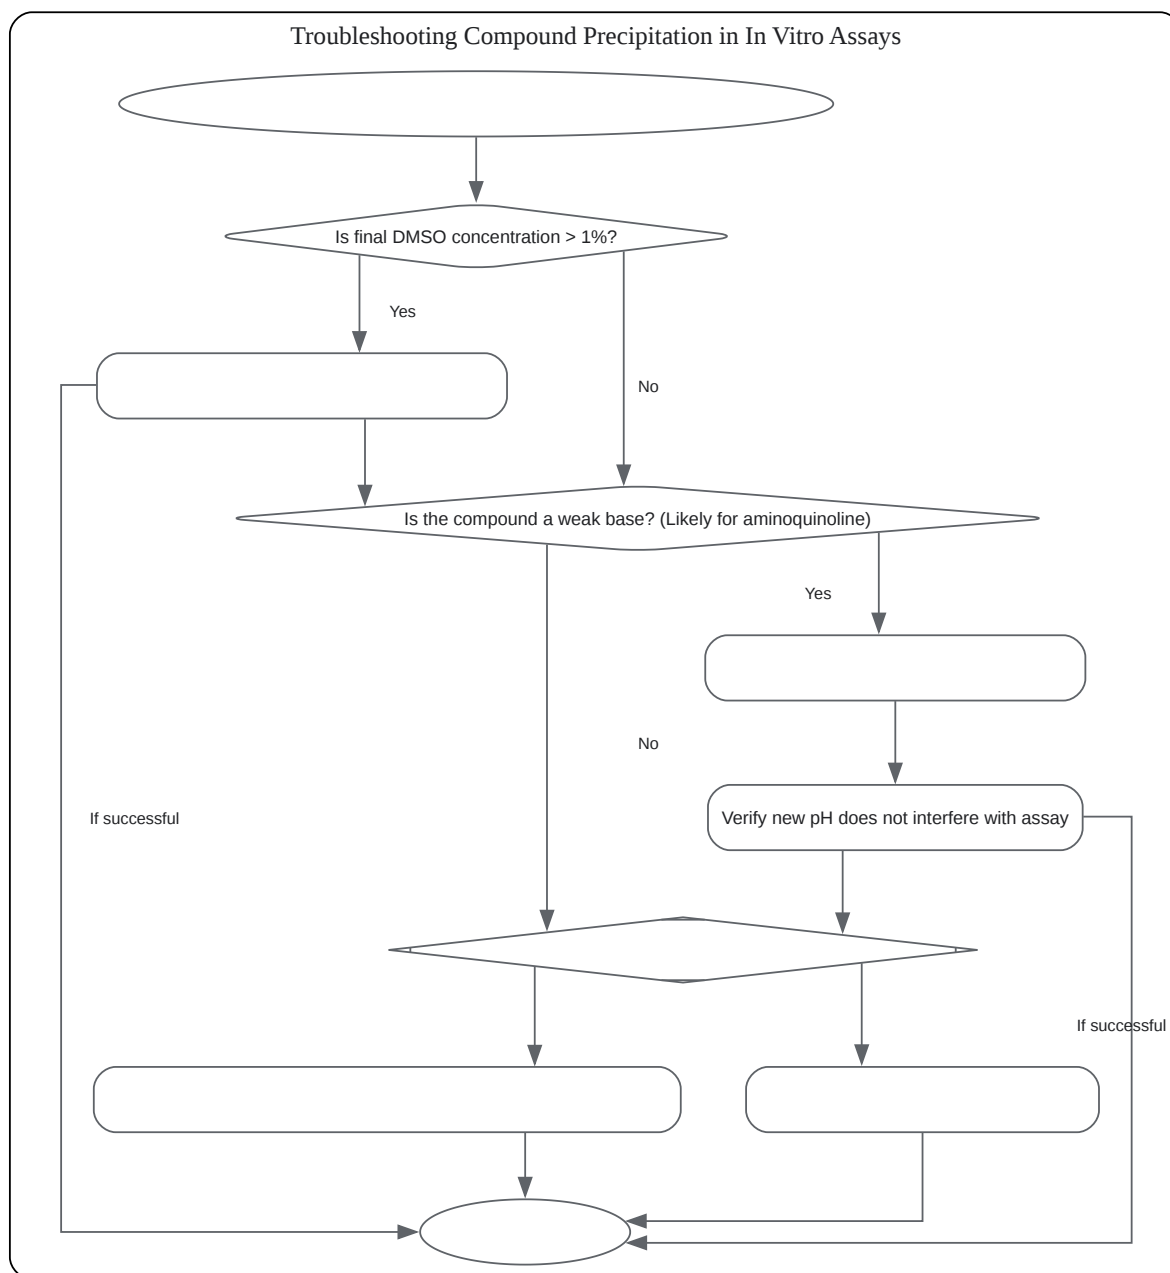 Troubleshooting Compound Precipitation in In Vitro Assays
Is final DMSO concentration > 1%?
Yes
No
Is the compound a weak base? (Likely for aminoquinoline)
Yes
No
If successful
Verify new pH does not interfere with assay
If successful